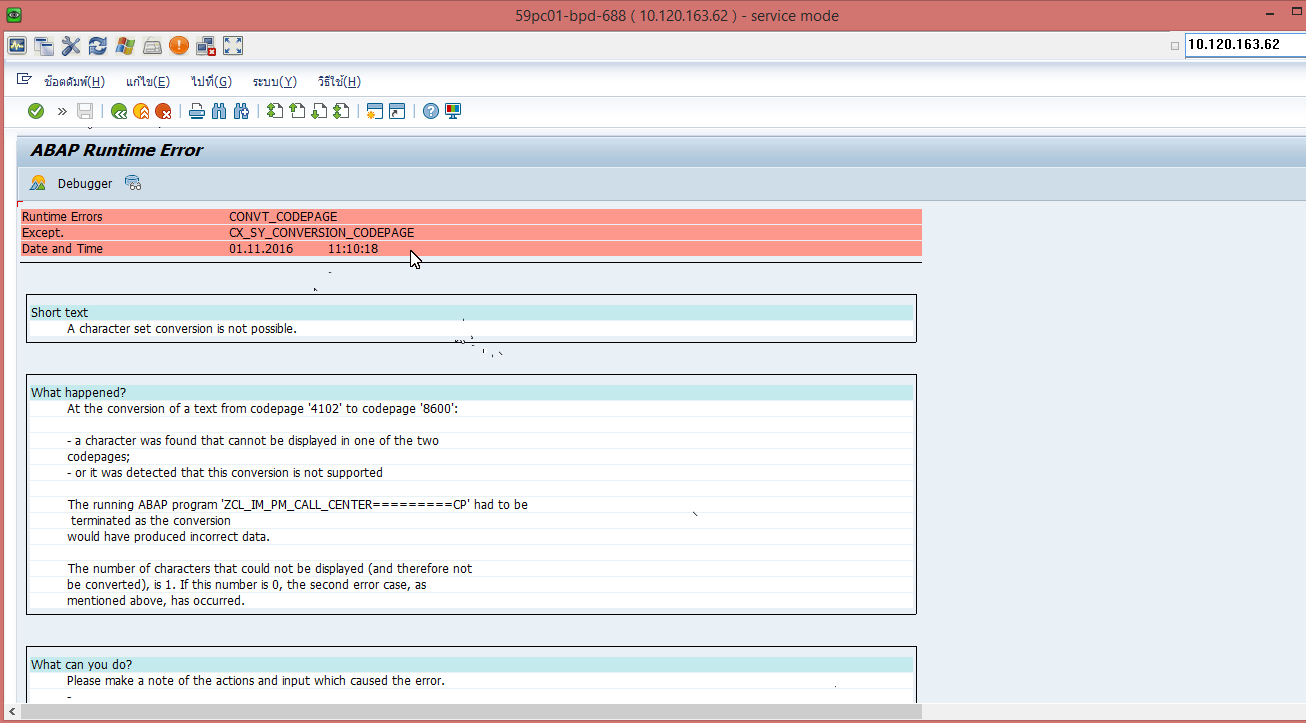 59pc01-bpd-688 ( 10.120.163.62 ) - service mode
10.120.163.62
ช็อตดัมพ์(H) แก้ไข(E) ไปที่(G) ระบบ(Y) วิธีใช้(H)
ABAP Runtime Error
Debugger
Runtime Errors CONVT_CODEPAGE
Except. CX_SY_CONVERSION_CODEPAGE
Date and Time 01.11.2016 11:10:18
Short text
A character set conversion is not possible.
What happened?
At the conversion of a text from codepage '4102' to codepage '8600':
- a character was found that cannot be displayed in one of the two
codepages;
- or it was detected that this conversion is not supported
The running ABAP program 'ZCL_IM_PM_CALL_CENTER=========CP' had to be
terminated as the conversion
would have produced incorrect data.
The number of characters that could not be displayed (and therefore not
be converted), is 1. If this number is 0, the second error case, as
mentioned above, has occurred.
What can you do?
Please make a note of the actions and input which caused the error.
-